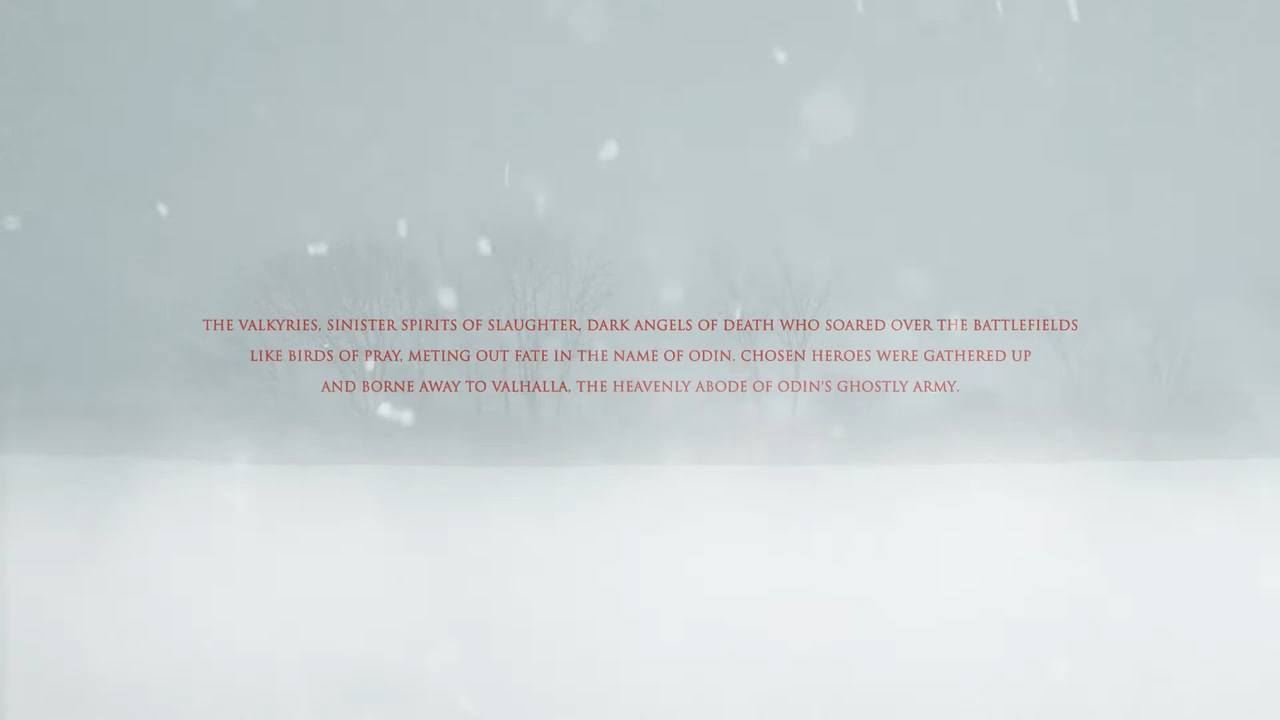 THE VALKYRIES, SINISTER SPIRITS OF SLAUGHTER, DARK ANGELS OF DEATH WHO SOARED OVER THE BATTLEFIELDS
LIKE BIRDS OF PRAY, METING OUT FATE IN THE NAME OF ODIN. CHOSEN HEROES WERE GATHERED UP
AND BORNE AWAY TO VALHALLA, THE HEAVENLY ABODE OF ODIN'S GHOSTLY ARMY.